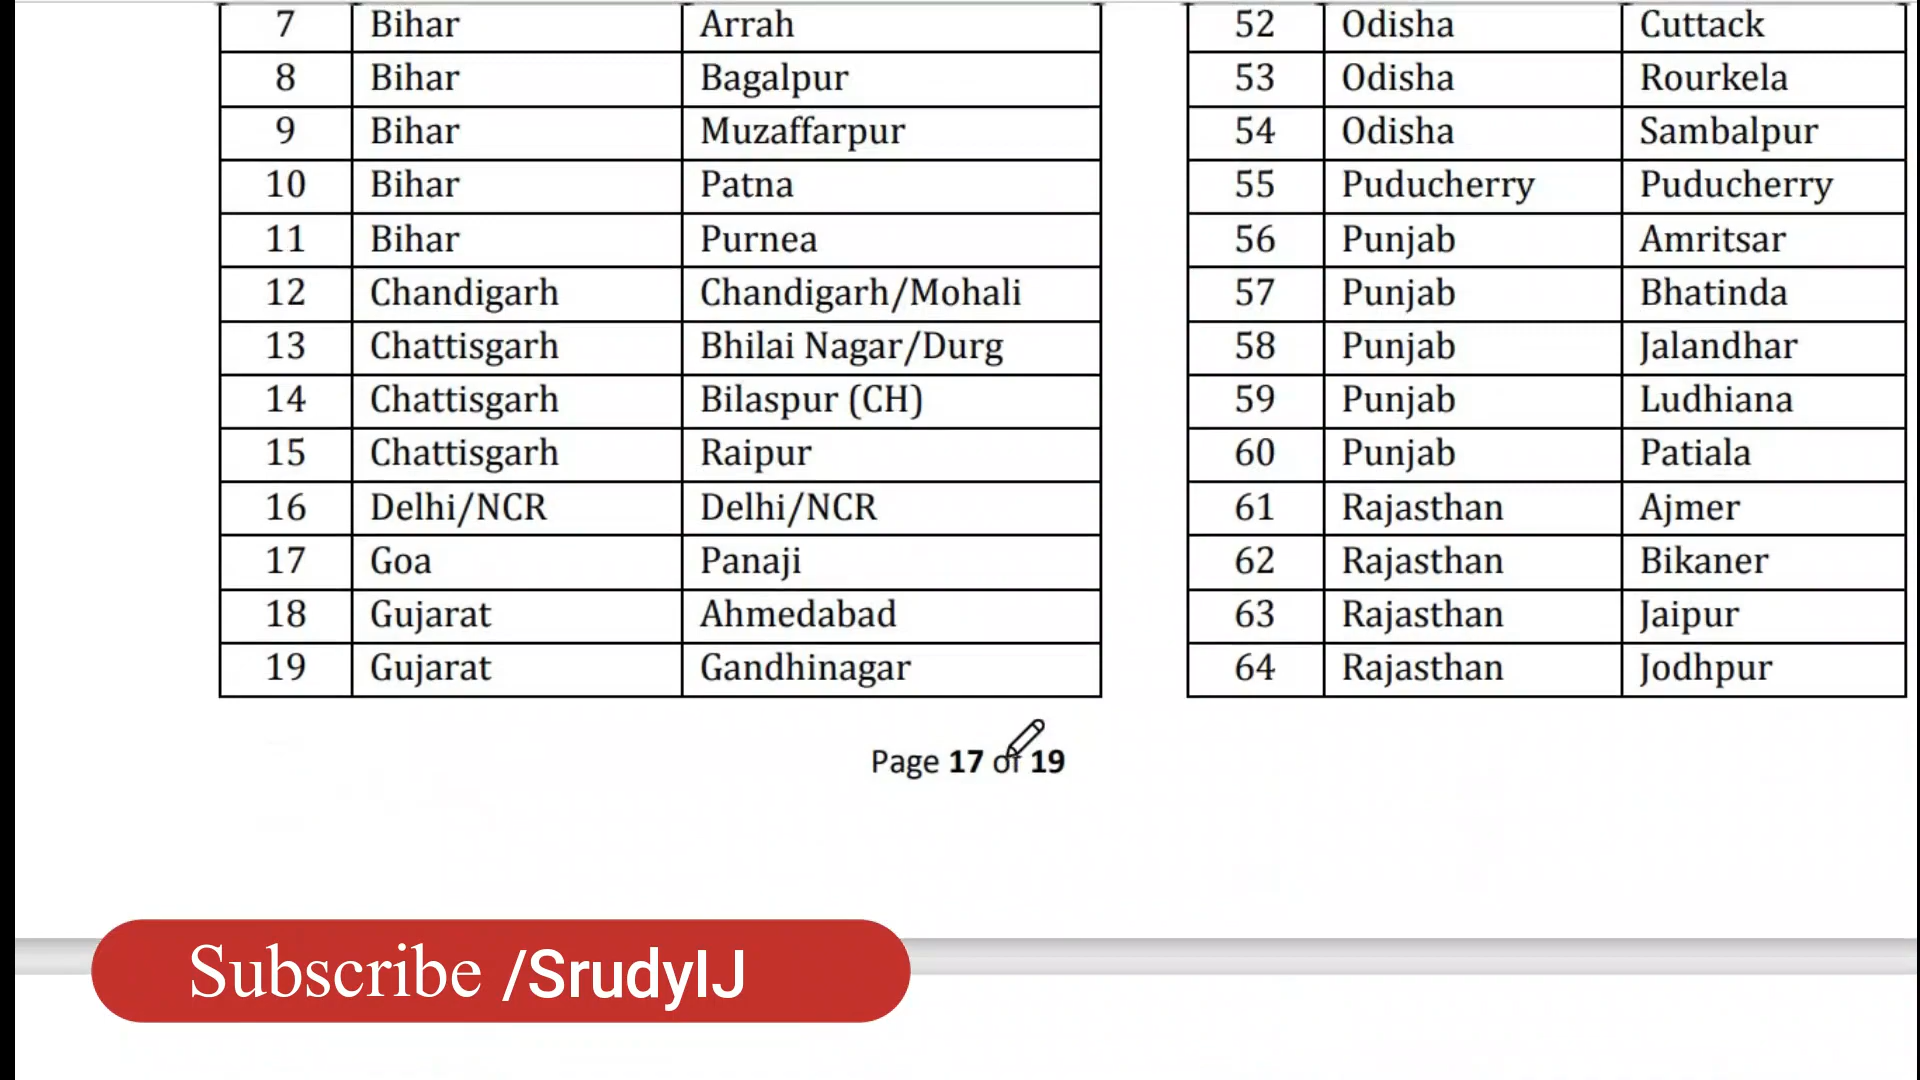 7 Bihar Arrah
8 Bihar Bagalpur
9 Bihar Muzaffarpur
10 Bihar Patna
11 Bihar Purnea
12 Chandigarh Chandigarh/Mohali
13 Chattisgarh Bhilai Nagar/Durg
14 Chattisgarh Bilaspur (CH)
15 Chattisgarh Raipur
16 Delhi/NCR Delhi/NCR
17 Goa Panaji
18 Gujarat Ahmedabad
19 Gujarat Gandhinagar
52 Odisha Cuttack
53 Odisha Rourkela
54 Odisha Sambalpur
55 Puducherry Puducherry
56 Punjab Amritsar
57 Punjab Bhatinda
58 Punjab Jalandhar
59 Punjab Ludhiana
60 Punjab Patiala
61 Rajasthan Ajmer
62 Rajasthan Bikaner
63 Rajasthan Jaipur
64 Rajasthan Jodhpur
Page 17 of 19
Subscribe /SrudyIJ